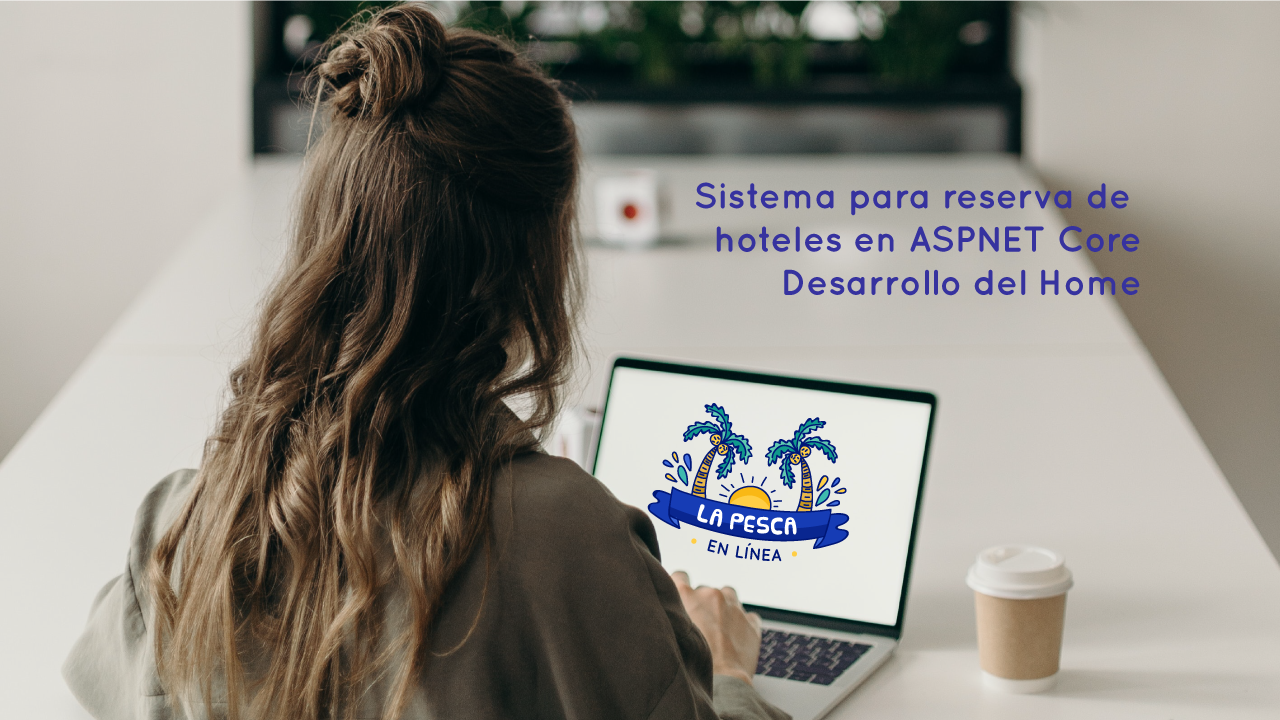 Sistema para reserva de
hoteles en ASPNET Core
Desarrollo del Home
LA PESCA
EN LÍNEA